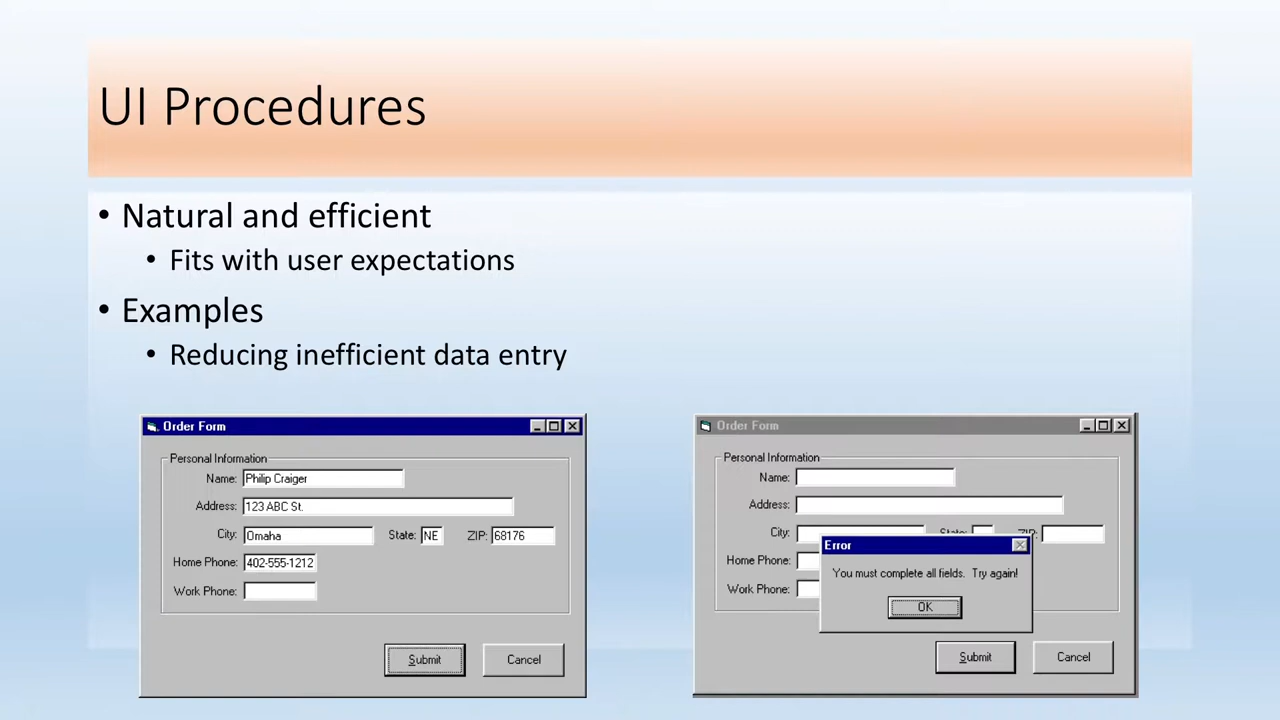 UI Procedures
• Natural and efficient
• Fits with user expectations
• Examples
• Reducing inefficient data entry
Order Form
Personal Information
Name: Philip Craiger
Address: 123 ABC St.
City: Omaha State: NE ZIP: 68176
Home Phone: 402-555-1212
Work Phone:
Submit Cancel
Order Form
Personal Information
Name:
Address:
City: State: ZIP:
Home Phone:
Work Phone:
Error
You must complete all fields. Try again!
OK
Submit Cancel